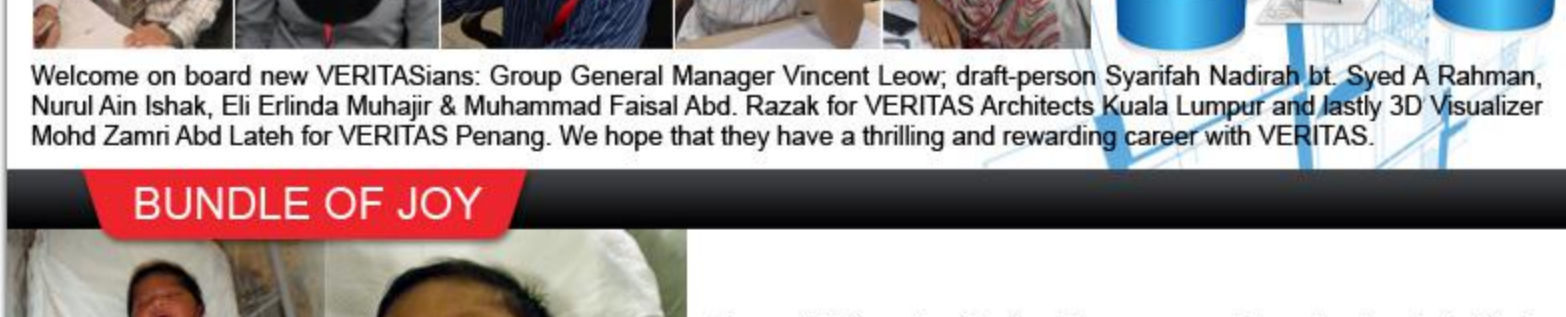 Welcome on board new VERITASians: Group General Manager Vincent Leow; draft-person Syarifah Nadirah bt. Syed A Rahman,
Nurul Ain Ishak, Eli Erlinda Muhajir & Muhammad Faisal Abd. Razak for VERITAS Architects Kuala Lumpur and lastly 3D Visualizer
Mohd Zamri Abd Lateh for VERITAS Penang. We hope that they have a thrilling and rewarding career with VERITAS.
BUNDLE OF JOY